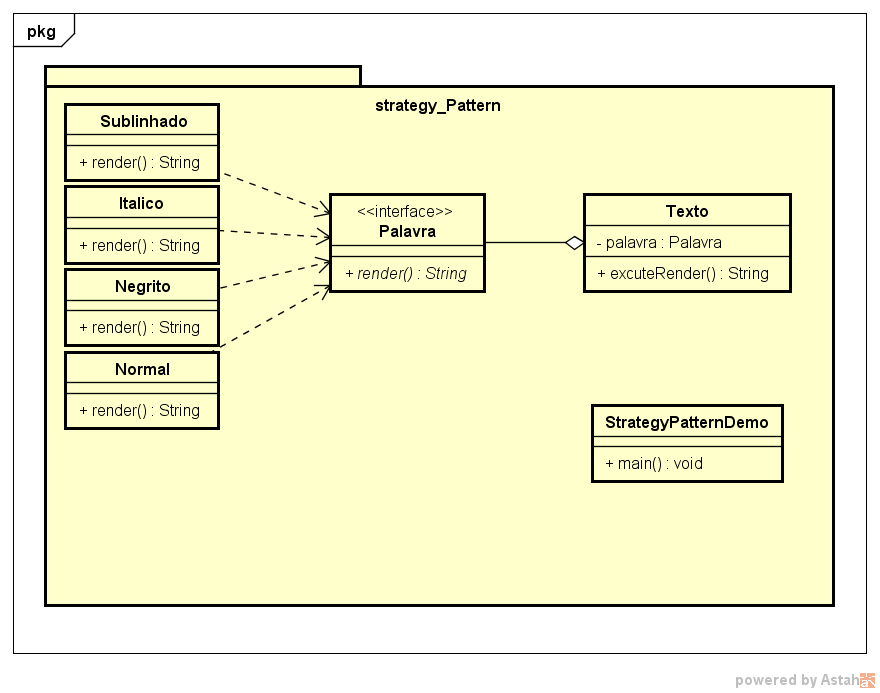 pkg
strategy_Pattern
Sublinhado
+ render() : String
Italico
+ render() : String
Negrito
+ render() : String
Normal
+ render() : String
<<interface>>
Palavra
+ render() : String
Texto
- palavra : Palavra
+ excuteRender() : String
StrategyPatternDemo
+ main() : void
powered by Astah